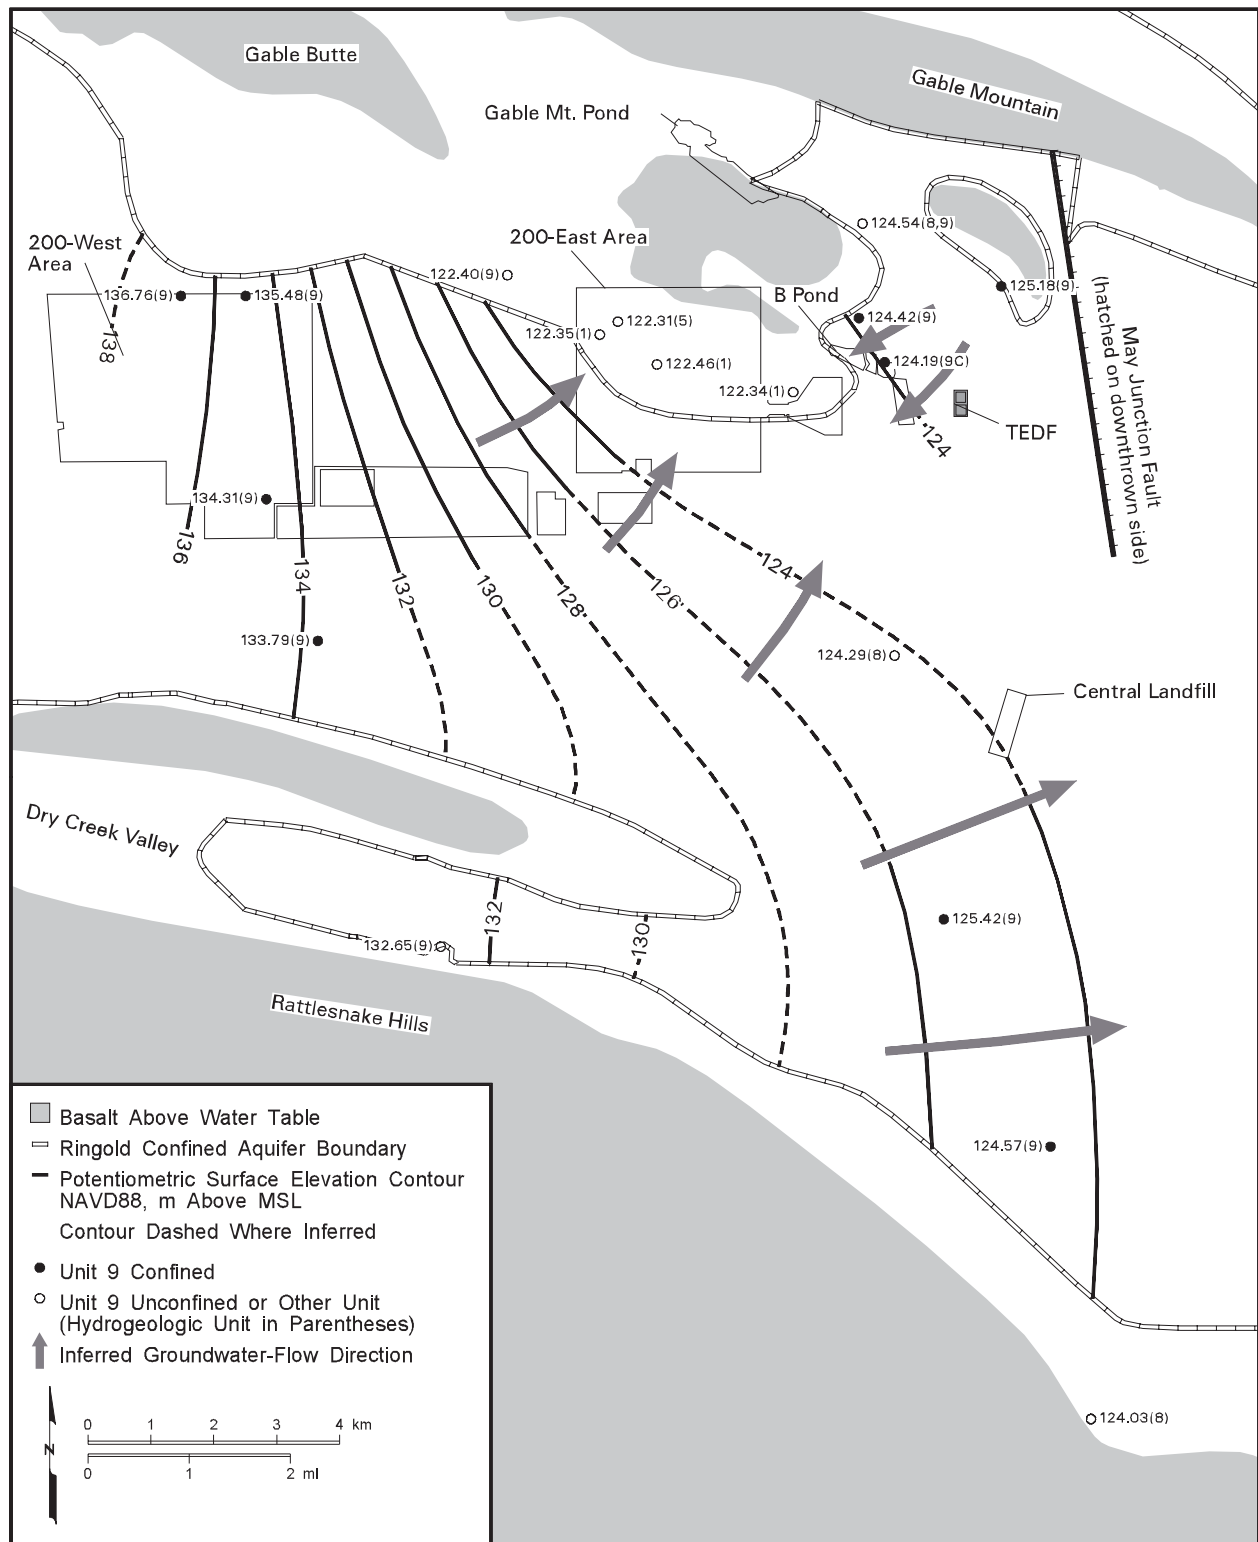 Gable Butte
Gable Mountain
Gable Mt. Pond
124.54(8,9)
200-West
Area
200-East Area
122.40(9)
125.18(9)
136.76(9)
135.48(9)
B Pond
124.42(9)
122.31(5)
122.35(1)
138
May Junction Fault
(hatched on downthrown side)
122.46(1)
124.19(9C)
122.34(1)
TEDF
124
134.31(9)
136
134
132
130
128
126
124
133.79(9)
124.29(8)
Central Landfill
Dry Creek Valley
132
130
125.42(9)
132.65(9)
Rattlesnake Hills
124.57(9)
124.03(8)
Basalt Above Water Table
Ringold Confined Aquifer Boundary
Potentiometric Surface Elevation Contour
NAVD88, m Above MSL
Contour Dashed Where Inferred
Unit 9 Confined
Unit 9 Unconfined or Other Unit
(Hydrogeologic Unit in Parentheses)
Inferred Groundwater-Flow Direction
N
0 1 2 3 4 km
0 1 2 mi